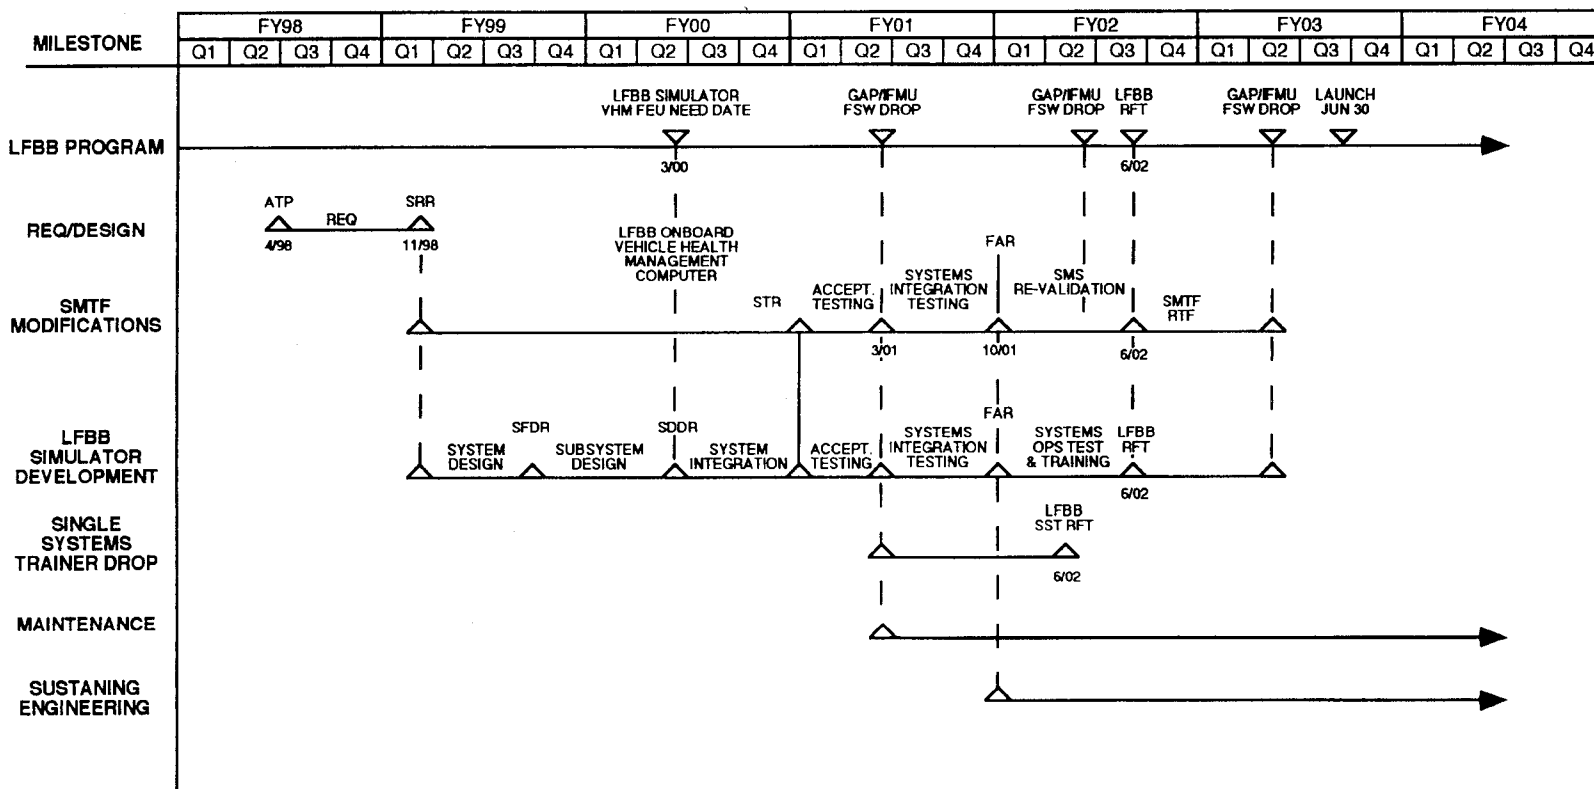 MILESTONE
FY98 FY99 FY00 FY01 FY02 FY03 FY04
Q1 Q2 Q3 Q4 Q1 Q2 Q3 Q4 Q1 Q2 Q3 Q4 Q1 Q2 Q3 Q4 Q1 Q2 Q3 Q4 Q1 Q2 Q3 Q4 Q1 Q2 Q3 Q4
LFBB PROGRAM
LFBB SIMULATOR
VHM FEU NEED DATE
3/00
GAP/IFMU
FSW DROP
GAP/IFMU
FSW DROP
LFBB
RFT
6/02
GAP/IFMU
FSW DROP
LAUNCH
JUN 30
REQ/DESIGN
ATP
4/98
REQ
SRR
11/98
LFBB ONBOARD
VEHICLE HEALTH
MANAGEMENT
COMPUTER
SMTF
MODIFICATIONS
STR
ACCEPT.
TESTING
3/01
SYSTEMS
INTEGRATION
TESTING
FAR
10/01
SMS
RE-VALIDATION
6/02
SMTF
RTF
LFBB
SIMULATOR
DEVELOPMENT
SYSTEM
DESIGN
SFDR
SUBSYSTEM
DESIGN
SDDR
SYSTEM
INTEGRATION
ACCEPT.
TESTING
SYSTEMS
INTEGRATION
TESTING
FAR
SYSTEMS
OPS TEST
& TRAINING
LFBB
RFT
6/02
SINGLE
SYSTEMS
TRAINER DROP
LFBB
SST RFT
6/02
MAINTENANCE
SUSTANING
ENGINEERING